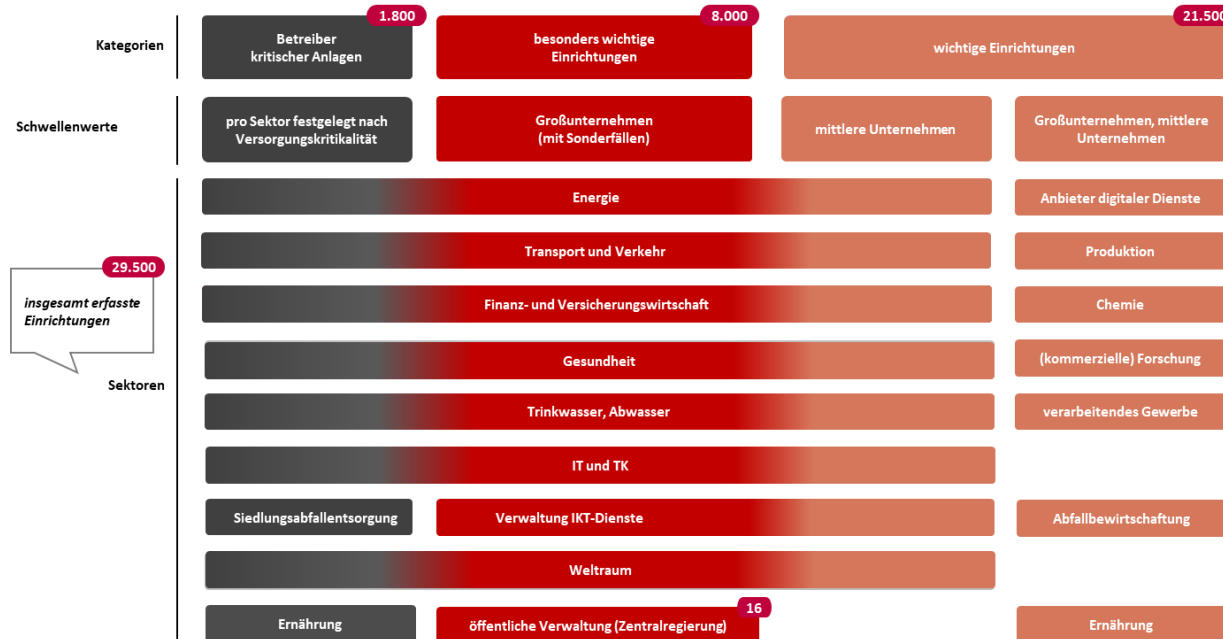 1.800
8.000
21.500
Kategorien
Betreiber
kritischer Anlagen
besonders wichtige
Einrichtungen
wichtige Einrichtungen
Schwellenwerte
pro Sektor festgelegt nach
Versorgungskritikalität
Großunternehmen
(mit Sonderfällen)
mittlere Unternehmen
Großunternehmen, mittlere
Unternehmen
Energie
Anbieter digitaler Dienste
Transport und Verkehr
Produktion
29.500
insgesamt erfasste
Einrichtungen
Finanz- und Versicherungswirtschaft
Chemie
Gesundheit
(kommerzielle) Forschung
Sektoren
Trinkwasser, Abwasser
verarbeitendes Gewerbe
IT und TK
Siedlungsabfallentsorgung
Verwaltung IKT-Dienste
Abfallbewirtschaftung
Weltraum
16
Ernährung
öffentliche Verwaltung (Zentralregierung)
Ernährung